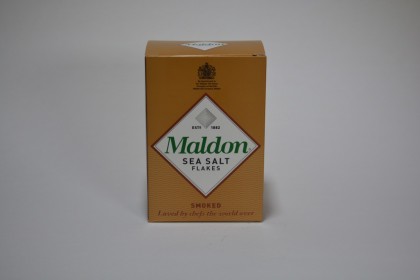 ESTD 1882
Maldon
SEA SALT
FLAKES
SMOKED
Loved by chefs the world over